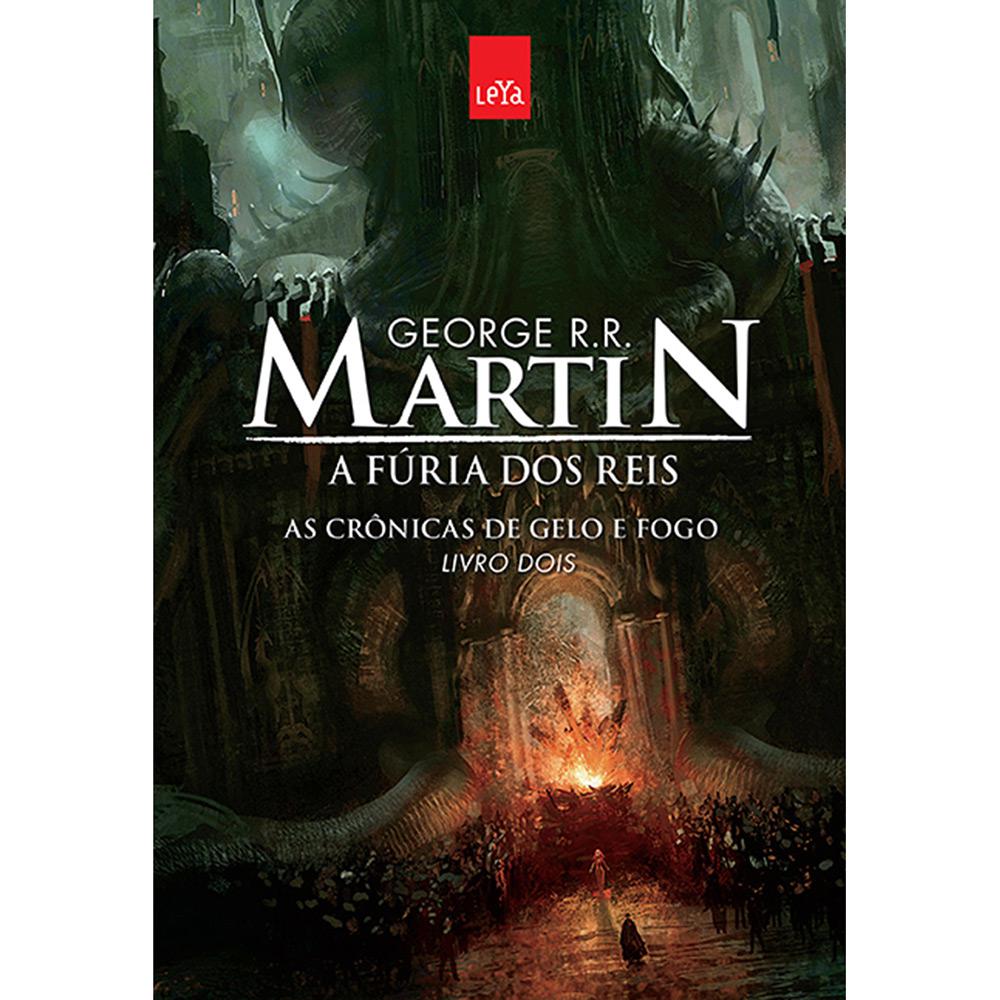 LeYa
GEORGE R.R.
MARTIN
A FÚRIA DOS REIS
AS CRÔNICAS DE GELO E FOGO
LIVRO DOIS